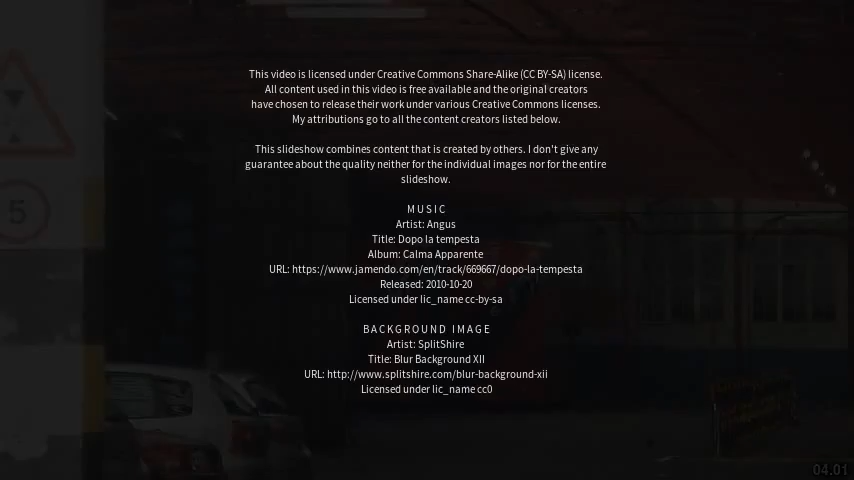 This video is licensed under Creative Commons Share-Alike (CC BY-SA) license.
All content used in this video is free available and the original creators
have chosen to release their work under various Creative Commons licenses.
My attributions go to all the content creators listed below.
This slideshow combines content that is created by others. I don't give any
guarantee about the quality neither for the individual images nor for the entire
slideshow.
MUSIC
Artist: Angus
Title: Dopo la tempesta
Album: Calma Apparente
URL: https://www.jamendo.com/en/track/669667/dopo-la-tempesta
Released: 2010-10-20
Licensed under lic_name cc-by-sa
BACKGROUND IMAGE
Artist: SplitShire
Title: Blur Background XII
URL: http://www.splitshire.com/blur-background-xii
Licensed under lic_name cc0
5
04.01